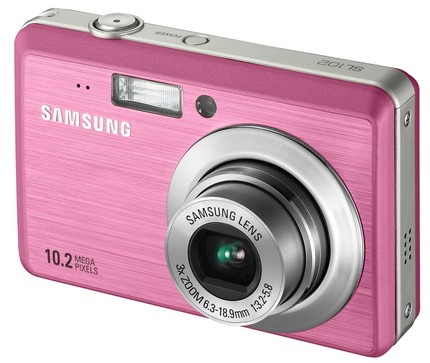 POWER
SL102
SAMSUNG
SAMSUNG LENS
3x ZOOM 6.3-18.9mm 1:3.2-5.8
10.2 MEGA
PIXELS